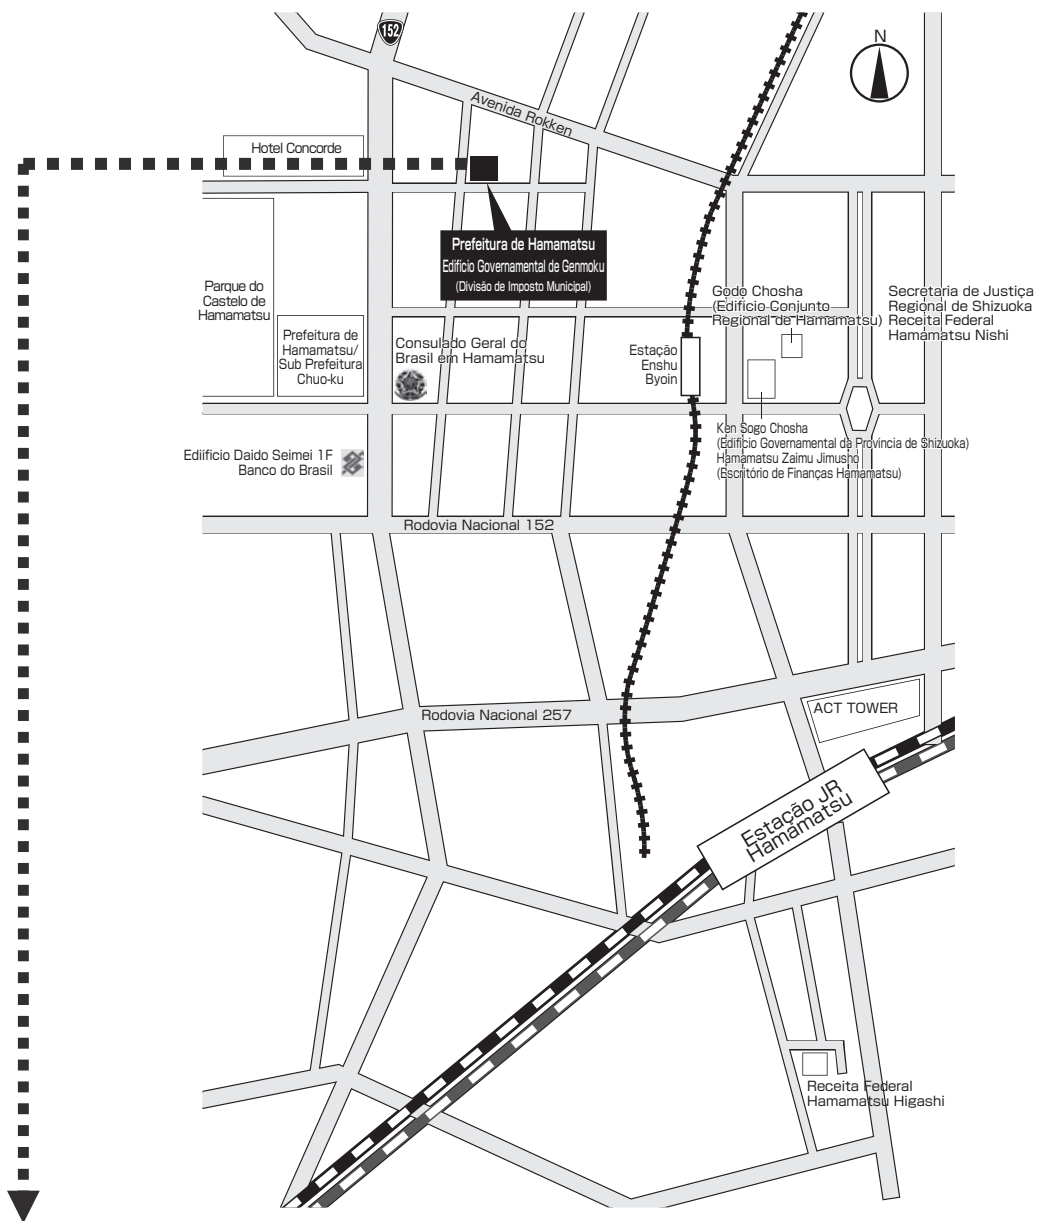 152
N
Avenida Rokken
Hotel Concorde
Prefeitura de Hamamatsu
Edifício Governamental de Genmoku
(Divisão de Imposto Municipal)
Parque do
Castelo de
Hamamatsu
Prefeitura de
Hamamatsu/
Sub Prefeitura
Chuo-ku
Consulado Geral do
Brasil em Hamamatsu
Estação
Enshu
Byoin
Godo Chosha
(Edifício Conjunto
Regional de Hamamatsu)
Secretaria de Justiça
Regional de Shizuoka
Receita Federal
Hamamatsu Nishi
Ken Sogo Chosha
(Edifício Governamental da Província de Shizuoka)
Hamamatsu Zaimu Jimusho
(Escritório de Finanças Hamamatsu)
Ediifício Daido Seimei 1F
Banco do Brasil
Rodovia Nacional 152
Rodovia Nacional 257
ACT TOWER
Estação JR
Hamamatsu
Receita Federal
Hamamatsu Higashi